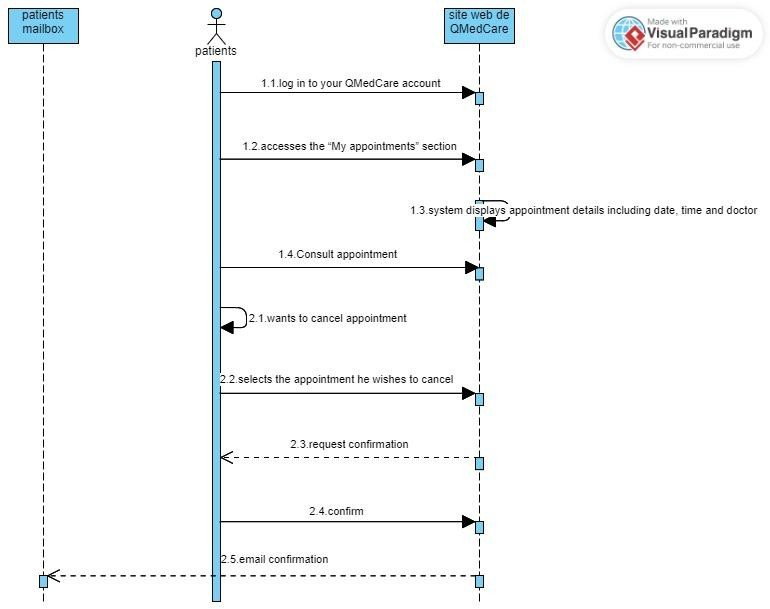 patients
mailbox
patients
site web de
QMedCare
Made with
VisualParadigm
For non-commercial use
1.1.log in to your QMedCare account
1.2.accesses the “My appointments” section
1.3.system displays appointment details including date, time and doctor
1.4.Consult appointment
2.1.wants to cancel appointment
2.2.selects the appointment he wishes to cancel
2.3.request confirmation
2.4.confirm
2.5.email confirmation